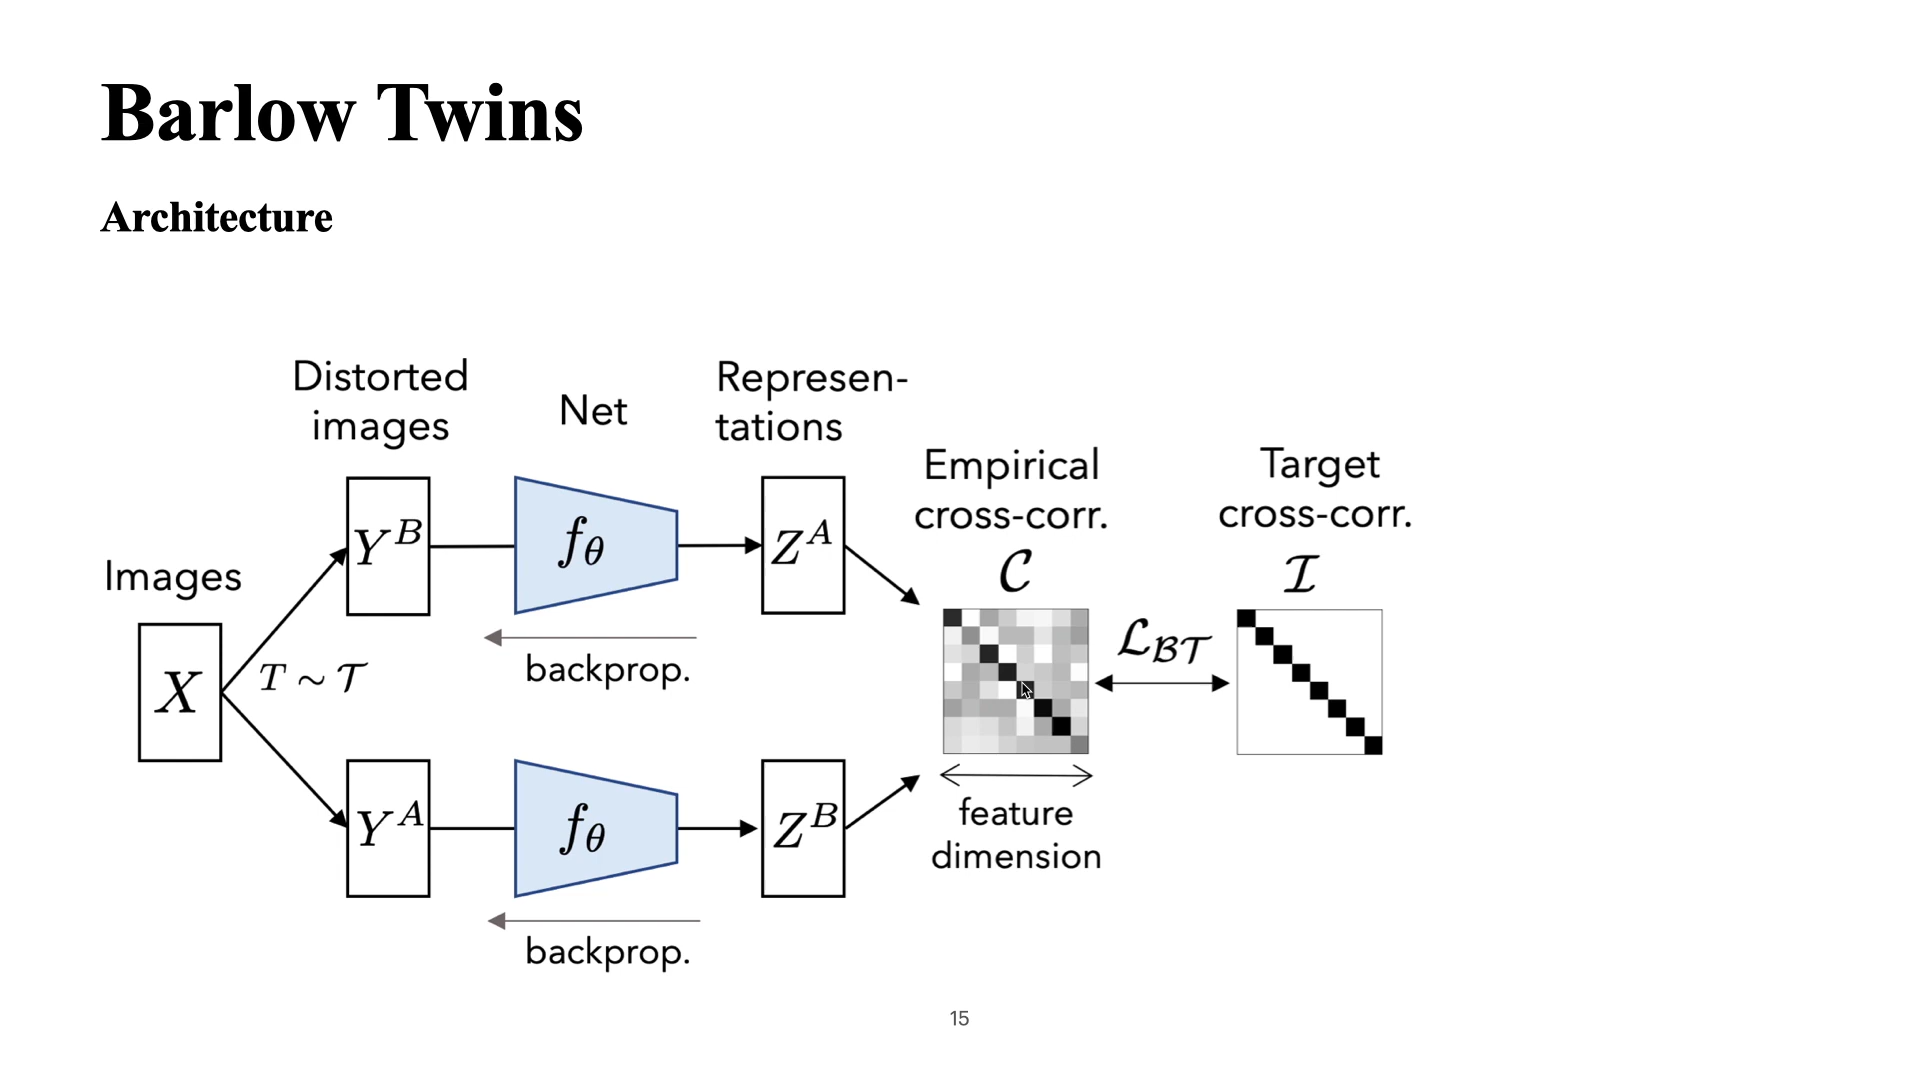 Barlow Twins
Architecture
Distorted
images
Net
Represen-
tations
Empirical
cross-corr.
C
Target
cross-corr.
I
Images
X
T ~ T
Y^B
f_θ
Z^A
backprop.
L_BT
Y^A
f_θ
Z^B
backprop.
feature
dimension
15